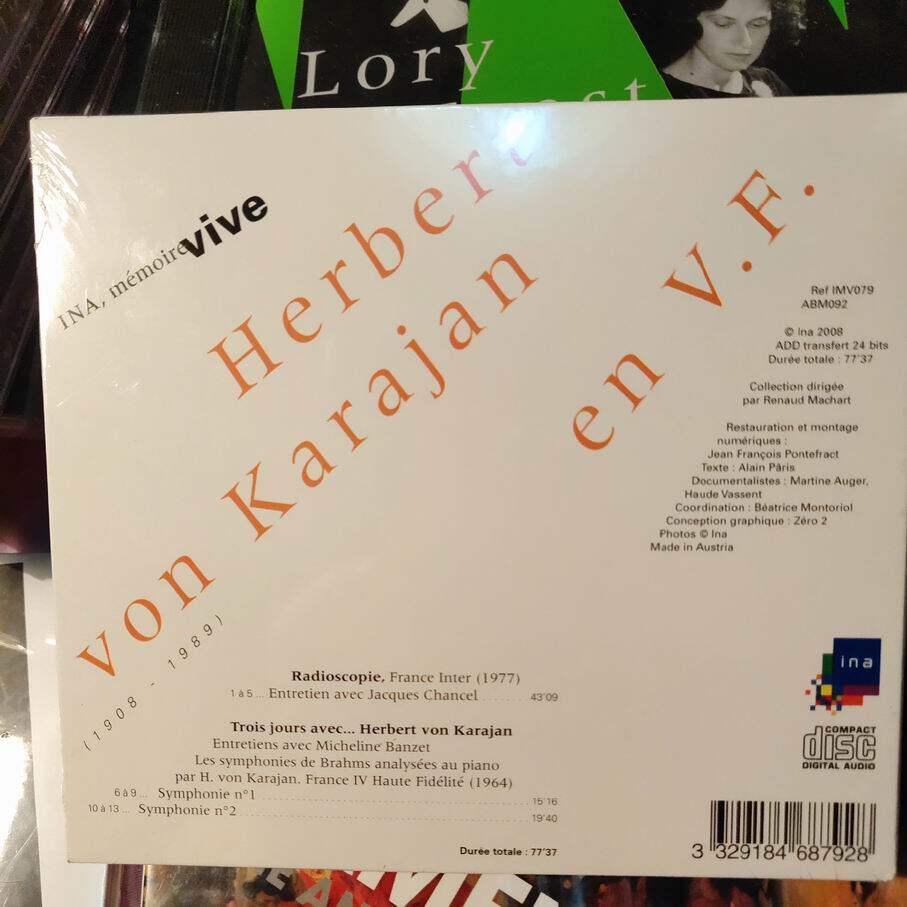 Lory
INA, mémoire vive
Herbert
von Karajan
en V.F.
(1908 - 1989)
Ref IMV079
ABM092
© Ina 2008
ADD transfert 24 bits
Durée totale : 77'37
Collection dirigée
par Renaud Machart
Restauration et montage
numériques :
Jean François Pontefract
Texte : Alain Pâris
Documentalistes : Martine Auger,
Haude Vassent
Coordination : Béatrice Montoriol
Conception graphique : Zéro 2
Photos © Ina
Made in Austria
Radioscopie, France Inter (1977)
1 à 5 ... Entretien avec Jacques Chancel ....... 43'09
Trois jours avec... Herbert von Karajan
Entretiens avec Micheline Banzet
Les symphonies de Brahms analysées au piano
par H. von Karajan. France IV Haute Fidélité (1964)
6 à 9 ... Symphonie n°1 ....... 15'16
10 à 13 ... Symphonie n°2 ....... 19'40
Durée totale : 77'37
ina
COMPACT
disc
DIGITAL AUDIO
3 329184 687928